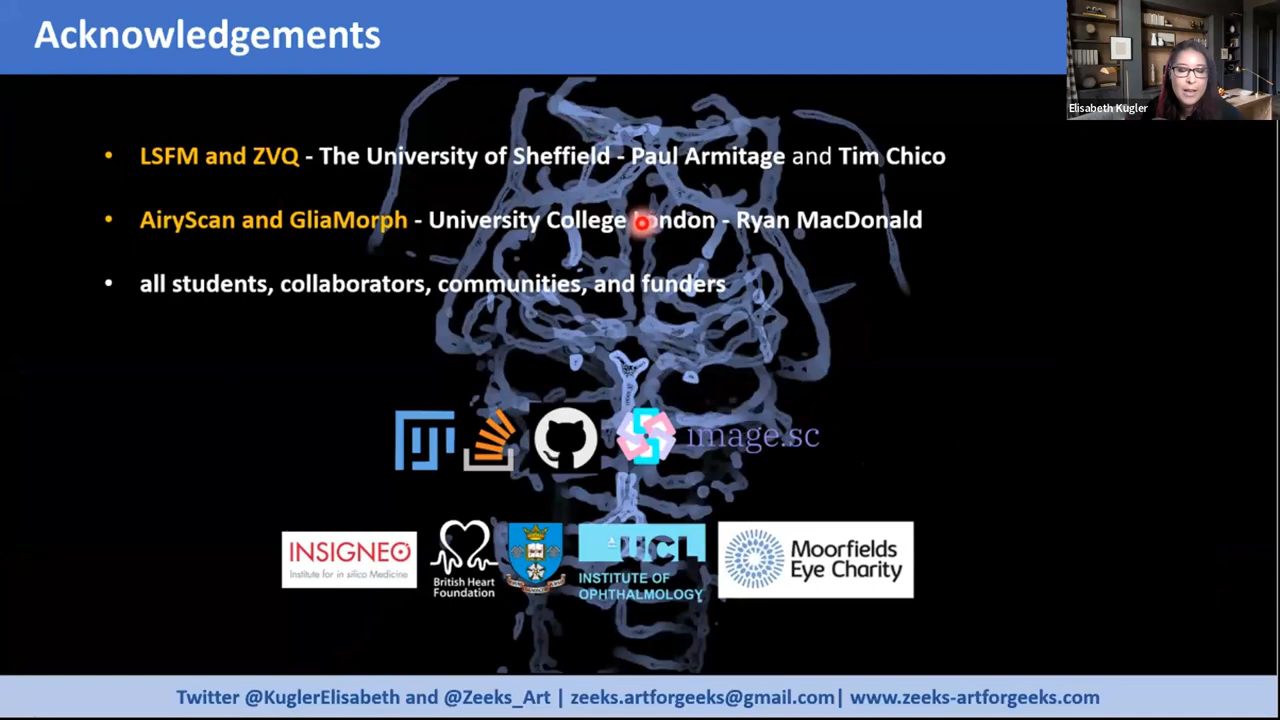 Acknowledgements
Elisabeth Kugler
• LSFM and ZVQ - The University of Sheffield - Paul Armitage and Tim Chico
• AiryScan and GliaMorph - University College London - Ryan MacDonald
• all students, collaborators, communities, and funders
image.sc
INSIGNEO
Institute for in silico Medicine
British Heart
Foundation
UCL
INSTITUTE OF
OPHTHALMOLOGY
Moorfields
Eye Charity
Twitter @KuglerElisabeth and @Zeeks_Art | zeeks.artforgeeks@gmail.com| www.zeeks-artforgeeks.com